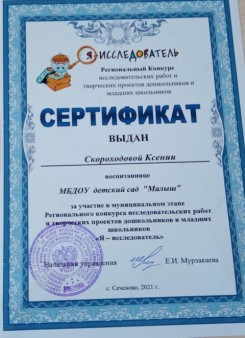 Я-ИССЛЕДОВАТЕЛЬ
Региональный Конкурс
исследовательских работ и
творческих проектов дошкольников и
младших школьников
СЕРТИФИКАТ
ВЫДАН
Скороходовой Ксении
воспитаннице
МБДОУ детский сад "Малыш"
за участие в муниципальном этапе
Регионального конкурса исследовательских работ
и творческих проектов дошкольников и младших
школьников
«Я – исследователь»
Начальник управления Е.И. Мурзакаева
с. Сеченово, 2021 г.